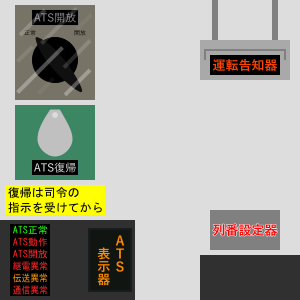 ATS開放
正常 開放
ATS復帰
復帰は司令の
指示を受けてから
ATS正常
ATS動作
ATS開放
継電異常
伝送異常
通信異常
ATS
表示器
運転告知器
列番設定器